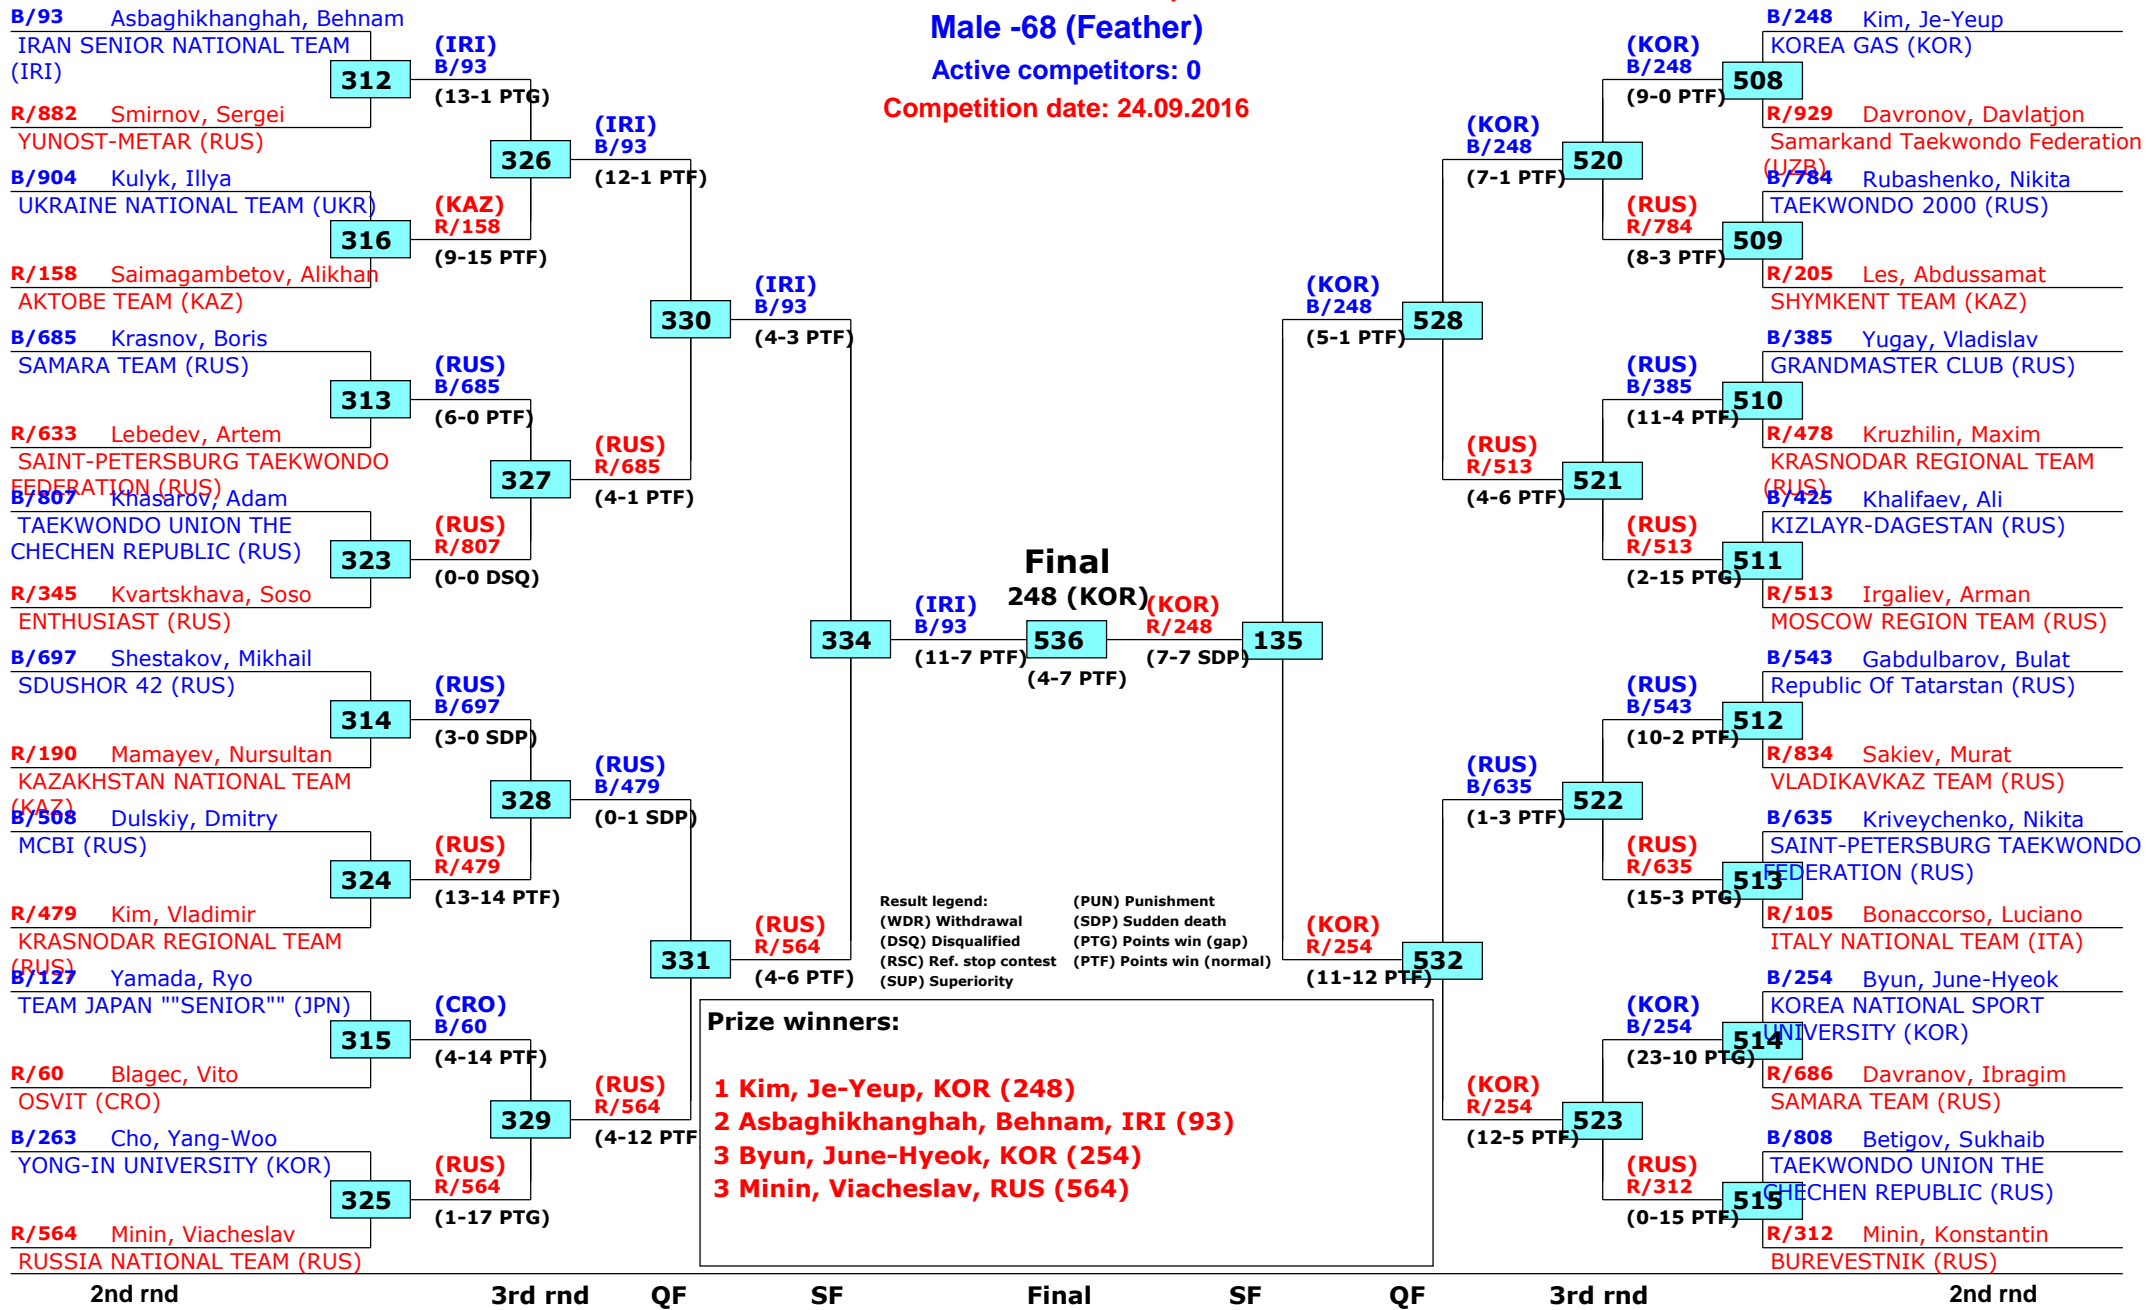 Male -68 (Feather)
Active competitors: 0
Competition date: 24.09.2016
B/93 Asbaghikhanghah, Behnam
IRAN SENIOR NATIONAL TEAM
(IRI)
312
R/882 Smirnov, Sergei
YUNOST-METAR (RUS)
B/904 Kulyk, Illya
UKRAINE NATIONAL TEAM (UKR)
316
R/158 Saimagambetov, Alikhan
AKTOBE TEAM (KAZ)
B/685 Krasnov, Boris
SAMARA TEAM (RUS)
313
R/633 Lebedev, Artem
SAINT-PETERSBURG TAEKWONDO
FEDERATION (RUS)
B/807 Khasarov, Adam
TAEKWONDO UNION THE
CHECHEN REPUBLIC (RUS)
323
R/345 Kvartskhava, Soso
ENTHUSIAST (RUS)
B/697 Shestakov, Mikhail
SDUSHOR 42 (RUS)
314
R/190 Mamayev, Nursultan
KAZAKHSTAN NATIONAL TEAM
(KAZ)
B/508 Dulskiy, Dmitry
MCBI (RUS)
324
R/479 Kim, Vladimir
KRASNODAR REGIONAL TEAM
(RUS)
B/127 Yamada, Ryo
TEAM JAPAN ""SENIOR"" (JPN)
315
R/60 Blagec, Vito
OSVIT (CRO)
B/263 Cho, Yang-Woo
YONG-IN UNIVERSITY (KOR)
325
R/564 Minin, Viacheslav
RUSSIA NATIONAL TEAM (RUS)
(IRI)
B/93
(13-1 PTG)
326
(KAZ)
R/158
(9-15 PTF)
(RUS)
B/685
(6-0 PTF)
327
(RUS)
R/807
(0-0 DSQ)
(RUS)
B/697
(3-0 SDP)
328
(RUS)
R/479
(13-14 PTF)
(CRO)
B/60
(4-14 PTF)
329
(RUS)
R/564
(1-17 PTG)
(IRI)
B/93
(12-1 PTF)
330
(RUS)
R/685
(4-1 PTF)
(RUS)
B/479
(0-1 SDP)
331
(RUS)
R/564
(4-12 PTF
(IRI)
B/93
(4-3 PTF)
334
(RUS)
R/564
(4-6 PTF)
(IRI)
B/93
(11-7 PTF)
Final
248 (KOR)
536
(4-7 PTF)
(KOR)
R/248
(7-7 SDP)
135
(KOR)
B/248
(5-1 PTF)
528
(KOR)
R/254
(11-12 PTF)
532
(KOR)
B/248
(7-1 PTF)
520
(RUS)
R/513
(4-6 PTF)
521
(RUS)
B/635
(1-3 PTF)
522
(KOR)
R/254
(12-5 PTF)
523
(KOR)
B/248
(9-0 PTF)
508
(RUS)
R/784
(8-3 PTF)
509
(RUS)
B/385
(11-4 PTF)
510
(RUS)
R/513
(2-15 PTG)
511
(RUS)
B/543
(10-2 PTF)
512
(RUS)
R/635
(15-3 PTG)
513
(KOR)
B/254
(23-10 PTG)
514
(RUS)
R/312
(0-15 PTF)
515
B/248 Kim, Je-Yeup
KOREA GAS (KOR)
R/929 Davronov, Davlatjon
Samarkand Taekwondo Federation
(UZB)
B/784 Rubashenko, Nikita
TAEKWONDO 2000 (RUS)
R/205 Les, Abdussamat
SHYMKENT TEAM (KAZ)
B/385 Yugay, Vladislav
GRANDMASTER CLUB (RUS)
R/478 Kruzhilin, Maxim
KRASNODAR REGIONAL TEAM
(RUS)
B/425 Khalifaev, Ali
KIZLAYR-DAGESTAN (RUS)
R/513 Irgaliev, Arman
MOSCOW REGION TEAM (RUS)
B/543 Gabdulbarov, Bulat
Republic Of Tatarstan (RUS)
R/834 Sakiev, Murat
VLADIKAVKAZ TEAM (RUS)
B/635 Kriveychenko, Nikita
SAINT-PETERSBURG TAEKWONDO
FEDERATION (RUS)
R/105 Bonaccorso, Luciano
ITALY NATIONAL TEAM (ITA)
B/254 Byun, June-Hyeok
KOREA NATIONAL SPORT
UNIVERSITY (KOR)
R/686 Davranov, Ibragim
SAMARA TEAM (RUS)
B/808 Betigov, Sukhaib
TAEKWONDO UNION THE
CHECHEN REPUBLIC (RUS)
R/312 Minin, Konstantin
BUREVESTNIK (RUS)
Result legend: (PUN) Punishment
(WDR) Withdrawal (SDP) Sudden death
(DSQ) Disqualified (PTG) Points win (gap)
(RSC) Ref. stop contest (PTF) Points win (normal)
(SUP) Superiority
Prize winners:
1 Kim, Je-Yeup, KOR (248)
2 Asbaghikhanghah, Behnam, IRI (93)
3 Byun, June-Hyeok, KOR (254)
3 Minin, Viacheslav, RUS (564)
2nd rnd 3rd rnd QF SF Final SF QF 3rd rnd 2nd rnd